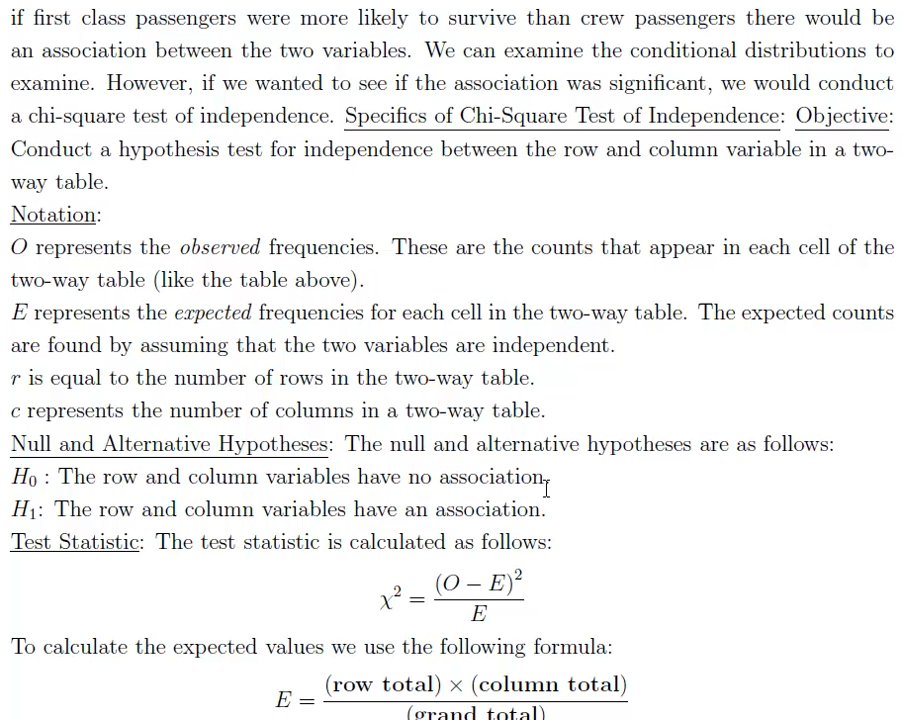 if first class passengers were more likely to survive than crew passengers there would be
an association between the two variables. We can examine the conditional distributions to
examine. However, if we wanted to see if the association was significant, we would conduct
a chi-square test of independence. Specifics of Chi-Square Test of Independence: Objective:
Conduct a hypothesis test for independence between the row and column variable in a two-
way table.
Notation:
O represents the observed frequencies. These are the counts that appear in each cell of the
two-way table (like the table above).
E represents the expected frequencies for each cell in the two-way table. The expected counts
are found by assuming that the two variables are independent.
r is equal to the number of rows in the two-way table.
c represents the number of columns in a two-way table.
Null and Alternative Hypotheses: The null and alternative hypotheses are as follows:
H₀ : The row and column variables have no association.
H₁: The row and column variables have an association.
Test Statistic: The test statistic is calculated as follows:
χ² = (O − E)² / E
To calculate the expected values we use the following formula:
E = (row total) × (column total) / (grand total)